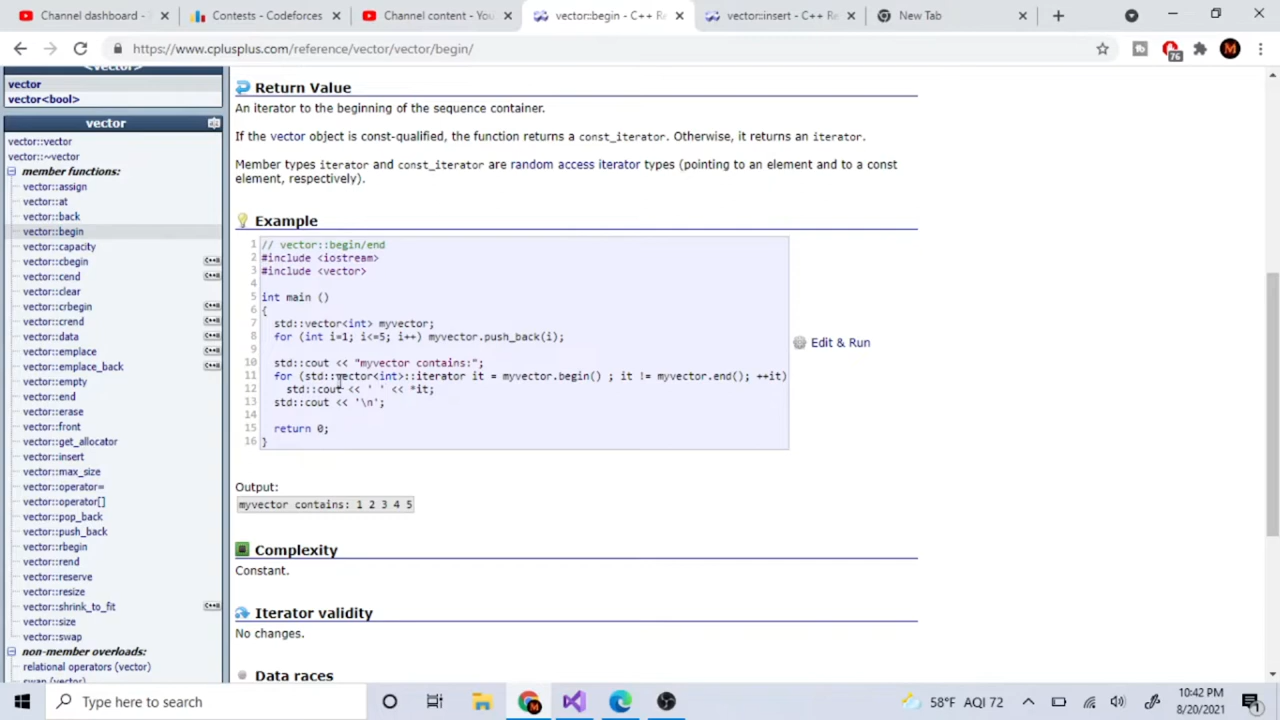 Channel dashboard - YouT
Contests - Codeforces
Channel content - You
vector::begin - C++ Re
vector::insert - C++ Re
New Tab
https://www.cplusplus.com/reference/vector/vector/begin/
76
M
<vector>
vector
vector<bool>
vector
vector::vector
vector::~vector
member functions:
vector::assign
vector::at
vector::back
vector::begin
vector::capacity
vector::cbegin
vector::cend
vector::clear
vector::crbegin
vector::crend
vector::data
vector::emplace
vector::emplace_back
vector::empty
vector::end
vector::erase
vector::front
vector::get_allocator
vector::insert
vector::max_size
vector::operator=
vector::operator[]
vector::pop_back
vector::push_back
vector::rbegin
vector::rend
vector::reserve
vector::resize
vector::shrink_to_fit
vector::size
vector::swap
non-member overloads:
relational operators (vector)
swap (vector)
Return Value
An iterator to the beginning of the sequence container.
If the vector object is const-qualified, the function returns a const_iterator. Otherwise, it returns an iterator.
Member types iterator and const_iterator are random access iterator types (pointing to an element and to a const
element, respectively).
Example
1 // vector::begin/end
2 #include <iostream>
3 #include <vector>
4
5 int main ()
6 {
7 std::vector<int> myvector;
8 for (int i=1; i<=5; i++) myvector.push_back(i);
9
10 std::cout << "myvector contains:";
11 for (std::vector<int>::iterator it = myvector.begin() ; it != myvector.end(); ++it)
12 std::cout << ' ' << *it;
13 std::cout << '\n';
14
15 return 0;
16 }
Edit & Run
Output:
myvector contains: 1 2 3 4 5
Complexity
Constant.
Iterator validity
No changes.
Data races
Type here to search
58°F AQI 72
10:42 PM
8/20/2021